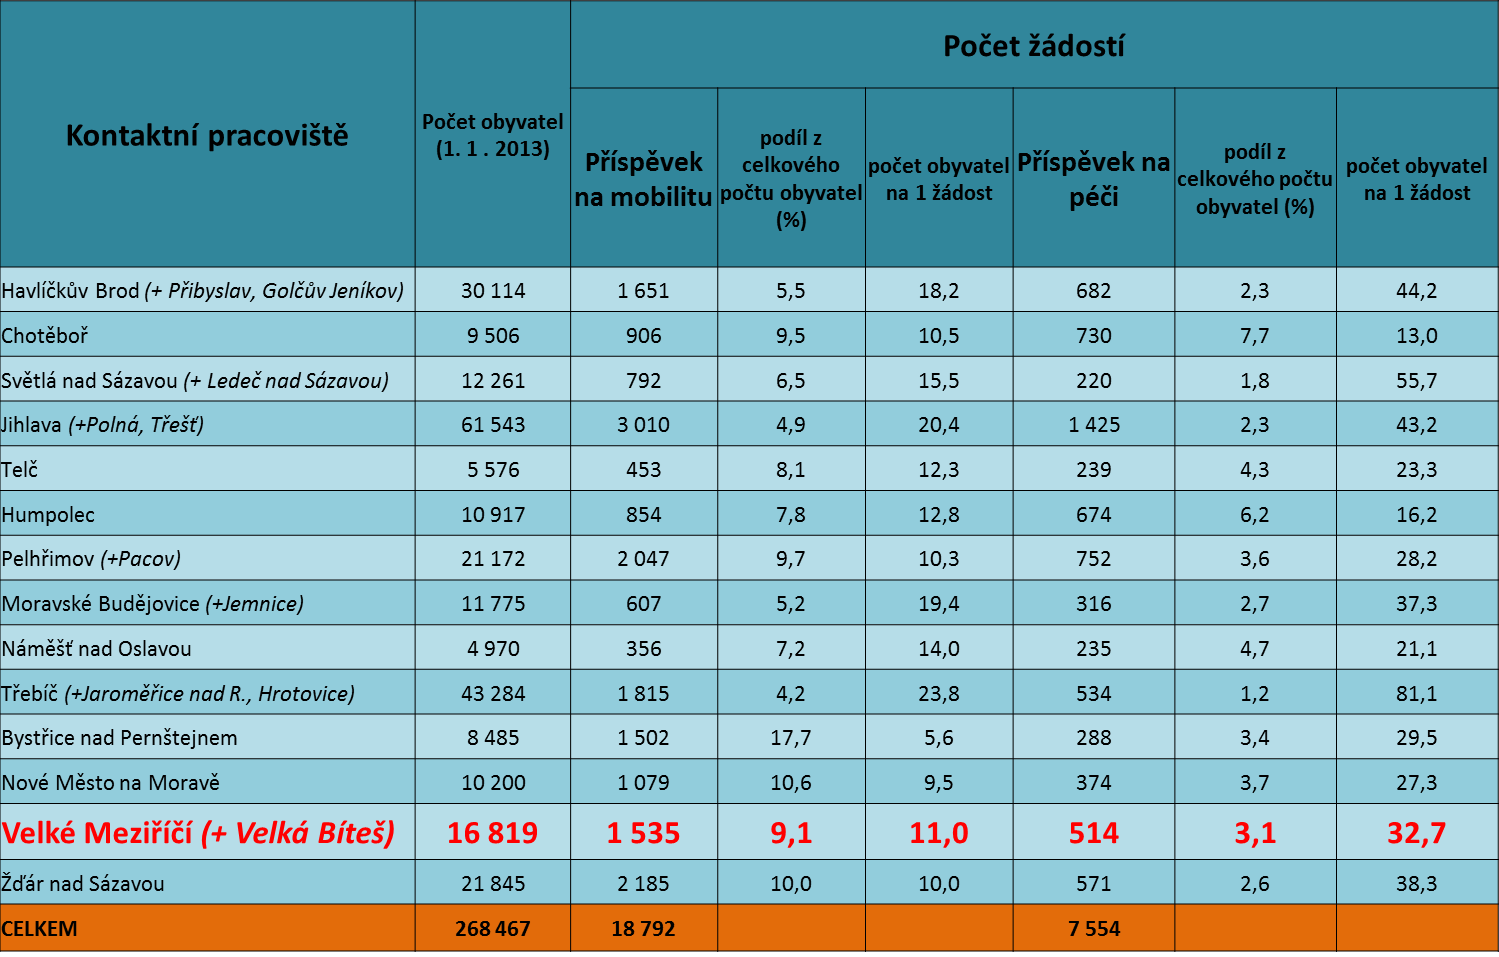 Kontaktní pracoviště
Počet obyvatel
(1. 1 . 2013)
Počet žádostí
Příspěvek
na mobilitu
podíl z
celkového
počtu obyvatel
(%)
počet obyvatel
na 1 žádost
Příspěvek na
péči
podíl z
celkového počtu
obyvatel (%)
počet obyvatel
na 1 žádost
Havlíčkův Brod (+ Přibyslav, Golčův Jeníkov) 30 114 1 651 5,5 18,2 682 2,3 44,2
Chotěboř 9 506 906 9,5 10,5 730 7,7 13,0
Světlá nad Sázavou (+ Ledeč nad Sázavou) 12 261 792 6,5 15,5 220 1,8 55,7
Jihlava (+Polná, Třešť) 61 543 3 010 4,9 20,4 1 425 2,3 43,2
Telč 5 576 453 8,1 12,3 239 4,3 23,3
Humpolec 10 917 854 7,8 12,8 674 6,2 16,2
Pelhřimov (+Pacov) 21 172 2 047 9,7 10,3 752 3,6 28,2
Moravské Budějovice (+Jemnice) 11 775 607 5,2 19,4 316 2,7 37,3
Náměšť nad Oslavou 4 970 356 7,2 14,0 235 4,7 21,1
Třebíč (+Jaroměřice nad R., Hrotovice) 43 284 1 815 4,2 23,8 534 1,2 81,1
Bystřice nad Pernštejnem 8 485 1 502 17,7 5,6 288 3,4 29,5
Nové Město na Moravě 10 200 1 079 10,6 9,5 374 3,7 27,3
Velké Meziříčí (+ Velká Bíteš) 16 819 1 535 9,1 11,0 514 3,1 32,7
Žďár nad Sázavou 21 845 2 185 10,0 10,0 571 2,6 38,3
CELKEM 268 467 18 792 7 554